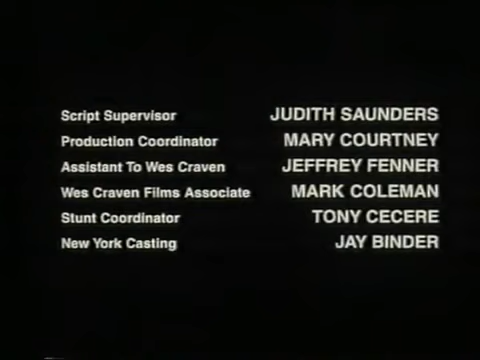 Script Supervisor JUDITH SAUNDERS
Production Coordinator MARY COURTNEY
Assistant To Wes Craven JEFFREY FENNER
Wes Craven Films Associate MARK COLEMAN
Stunt Coordinator TONY CECERE
New York Casting JAY BINDER